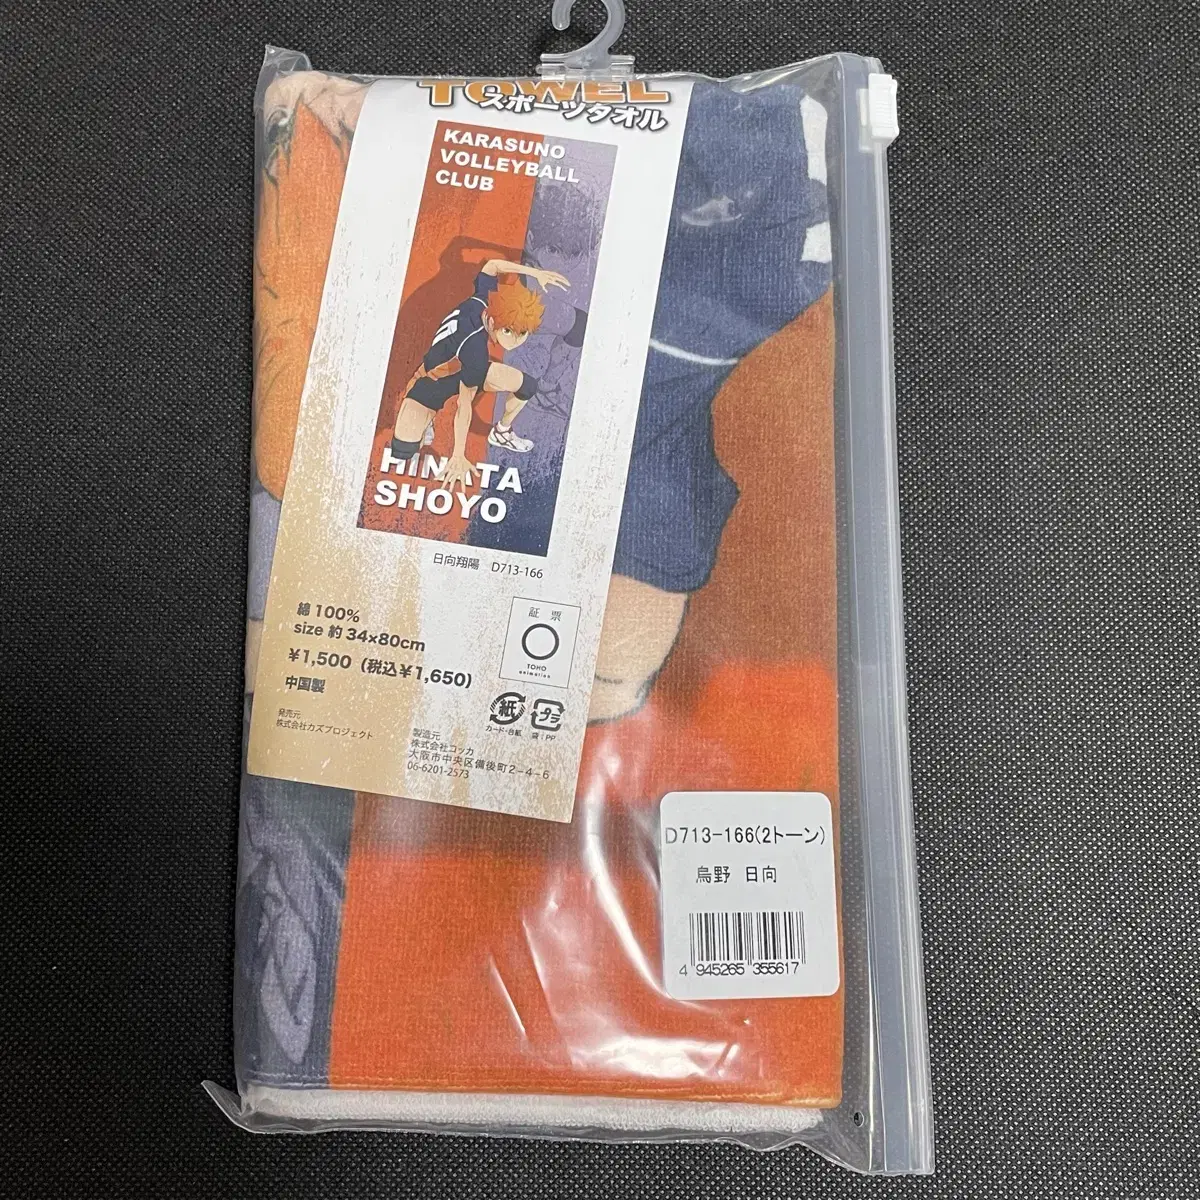 TOWEL
スポーツタオル
KARASUNO
VOLLEYBALL
CLUB
HINATA
SHOYO
日向翔陽 D713-166
綿100%
size 約34×80cm
¥1,500 (税込¥1,650)
中国製
証 票
TOHO
animation
紙
カード・台紙
プラ
袋:PP
発売元
株式会社カズプロジェクト
製造元
株式会社コッカ
大阪市中央区備後町2-4-6
06-6201-2573
D713-166(2トーン)
烏野 日向
4 945265 355617